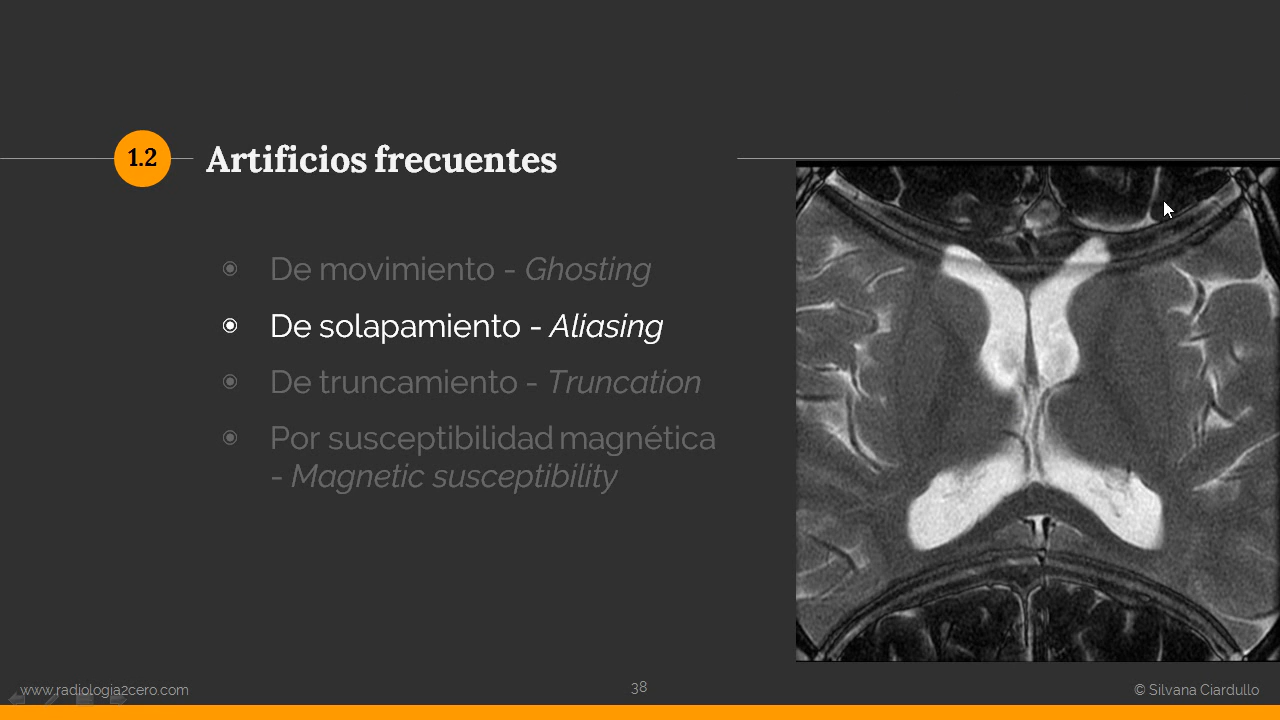 1.2 Artificios frecuentes
De movimiento - Ghosting
De solapamiento - Aliasing
De truncamiento - Truncation
Por susceptibilidad magnética
- Magnetic susceptibility
www.radiologia2cero.com
38
© Silvana Ciardullo